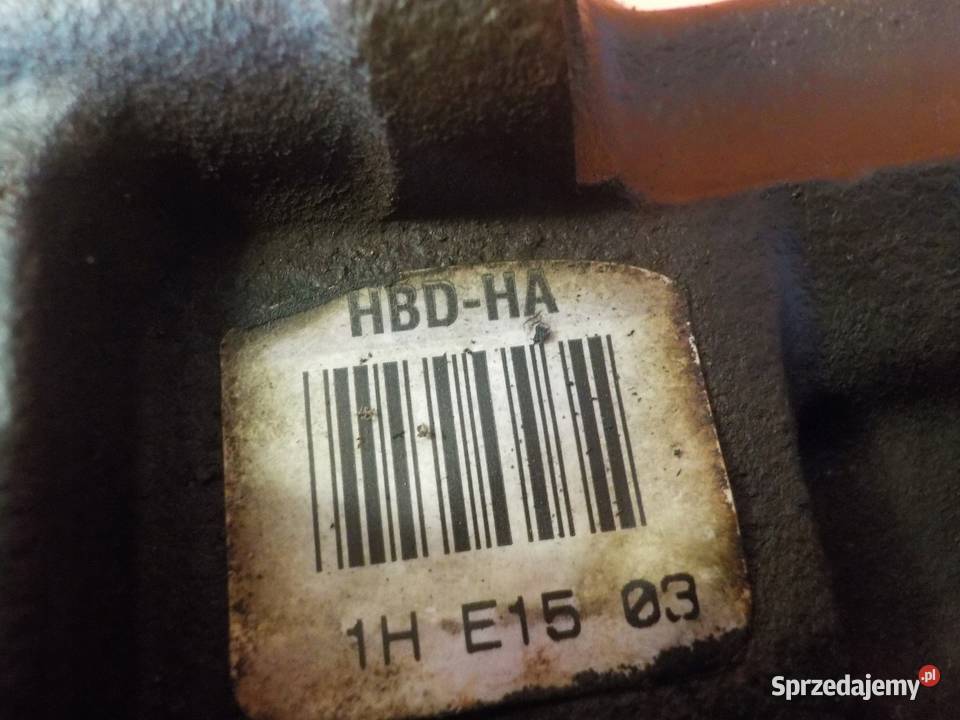 HBD-HA
1H E15 03
Sprzedajemy.pl